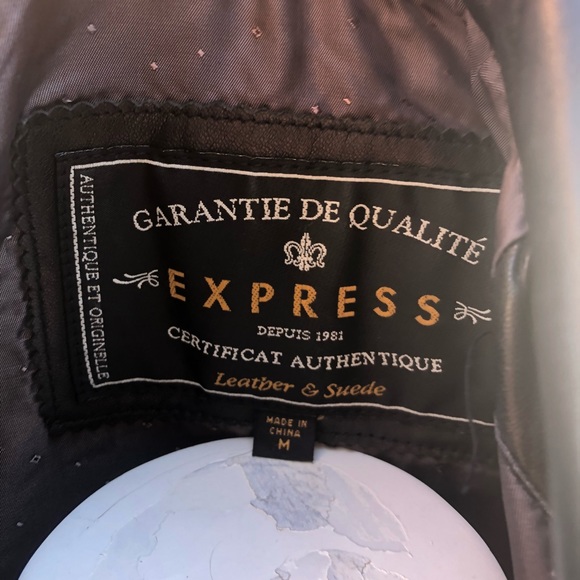 GARANTIE DE QUALITÉ
EXPRESS
DEPUIS 1981
CERTIFICAT AUTHENTIQUE
Leather & Suede
AUTHENTIQUE ET ORIGINELLE
MADE IN
CHINA
M